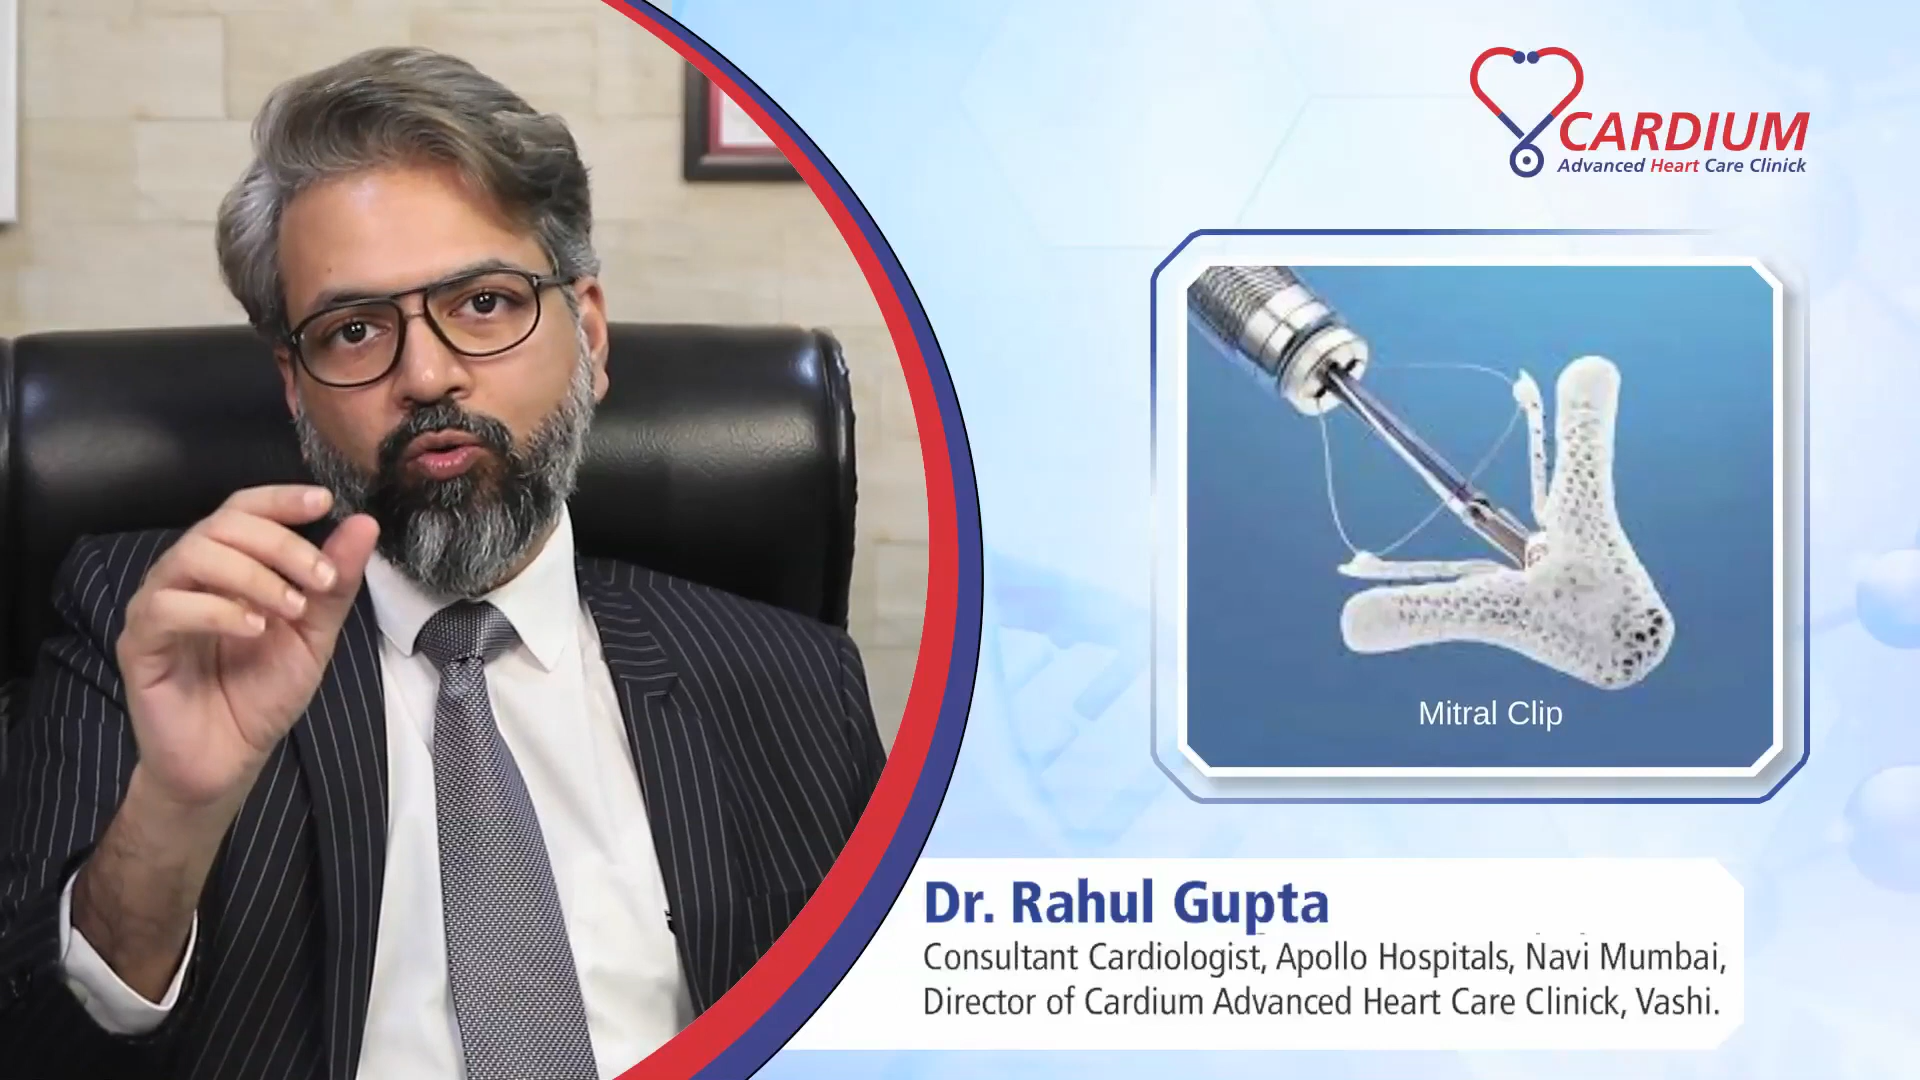 CARDIUM
Advanced Heart Care Clinick
Mitral Clip
Dr. Rahul Gupta
Consultant Cardiologist, Apollo Hospitals, Navi Mumbai,
Director of Cardium Advanced Heart Care Clinick, Vashi.